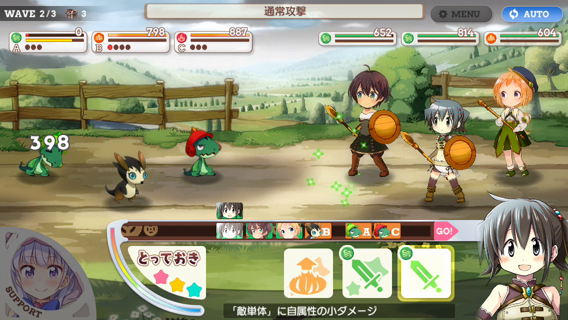 WAVE 2/3 3
通常攻撃
MENU
AUTO
0
798
887
652
814
604
A
B
C
398
B A C GO!
とっておき
SUPPORT
「敵単体」に自属性の小ダメージ